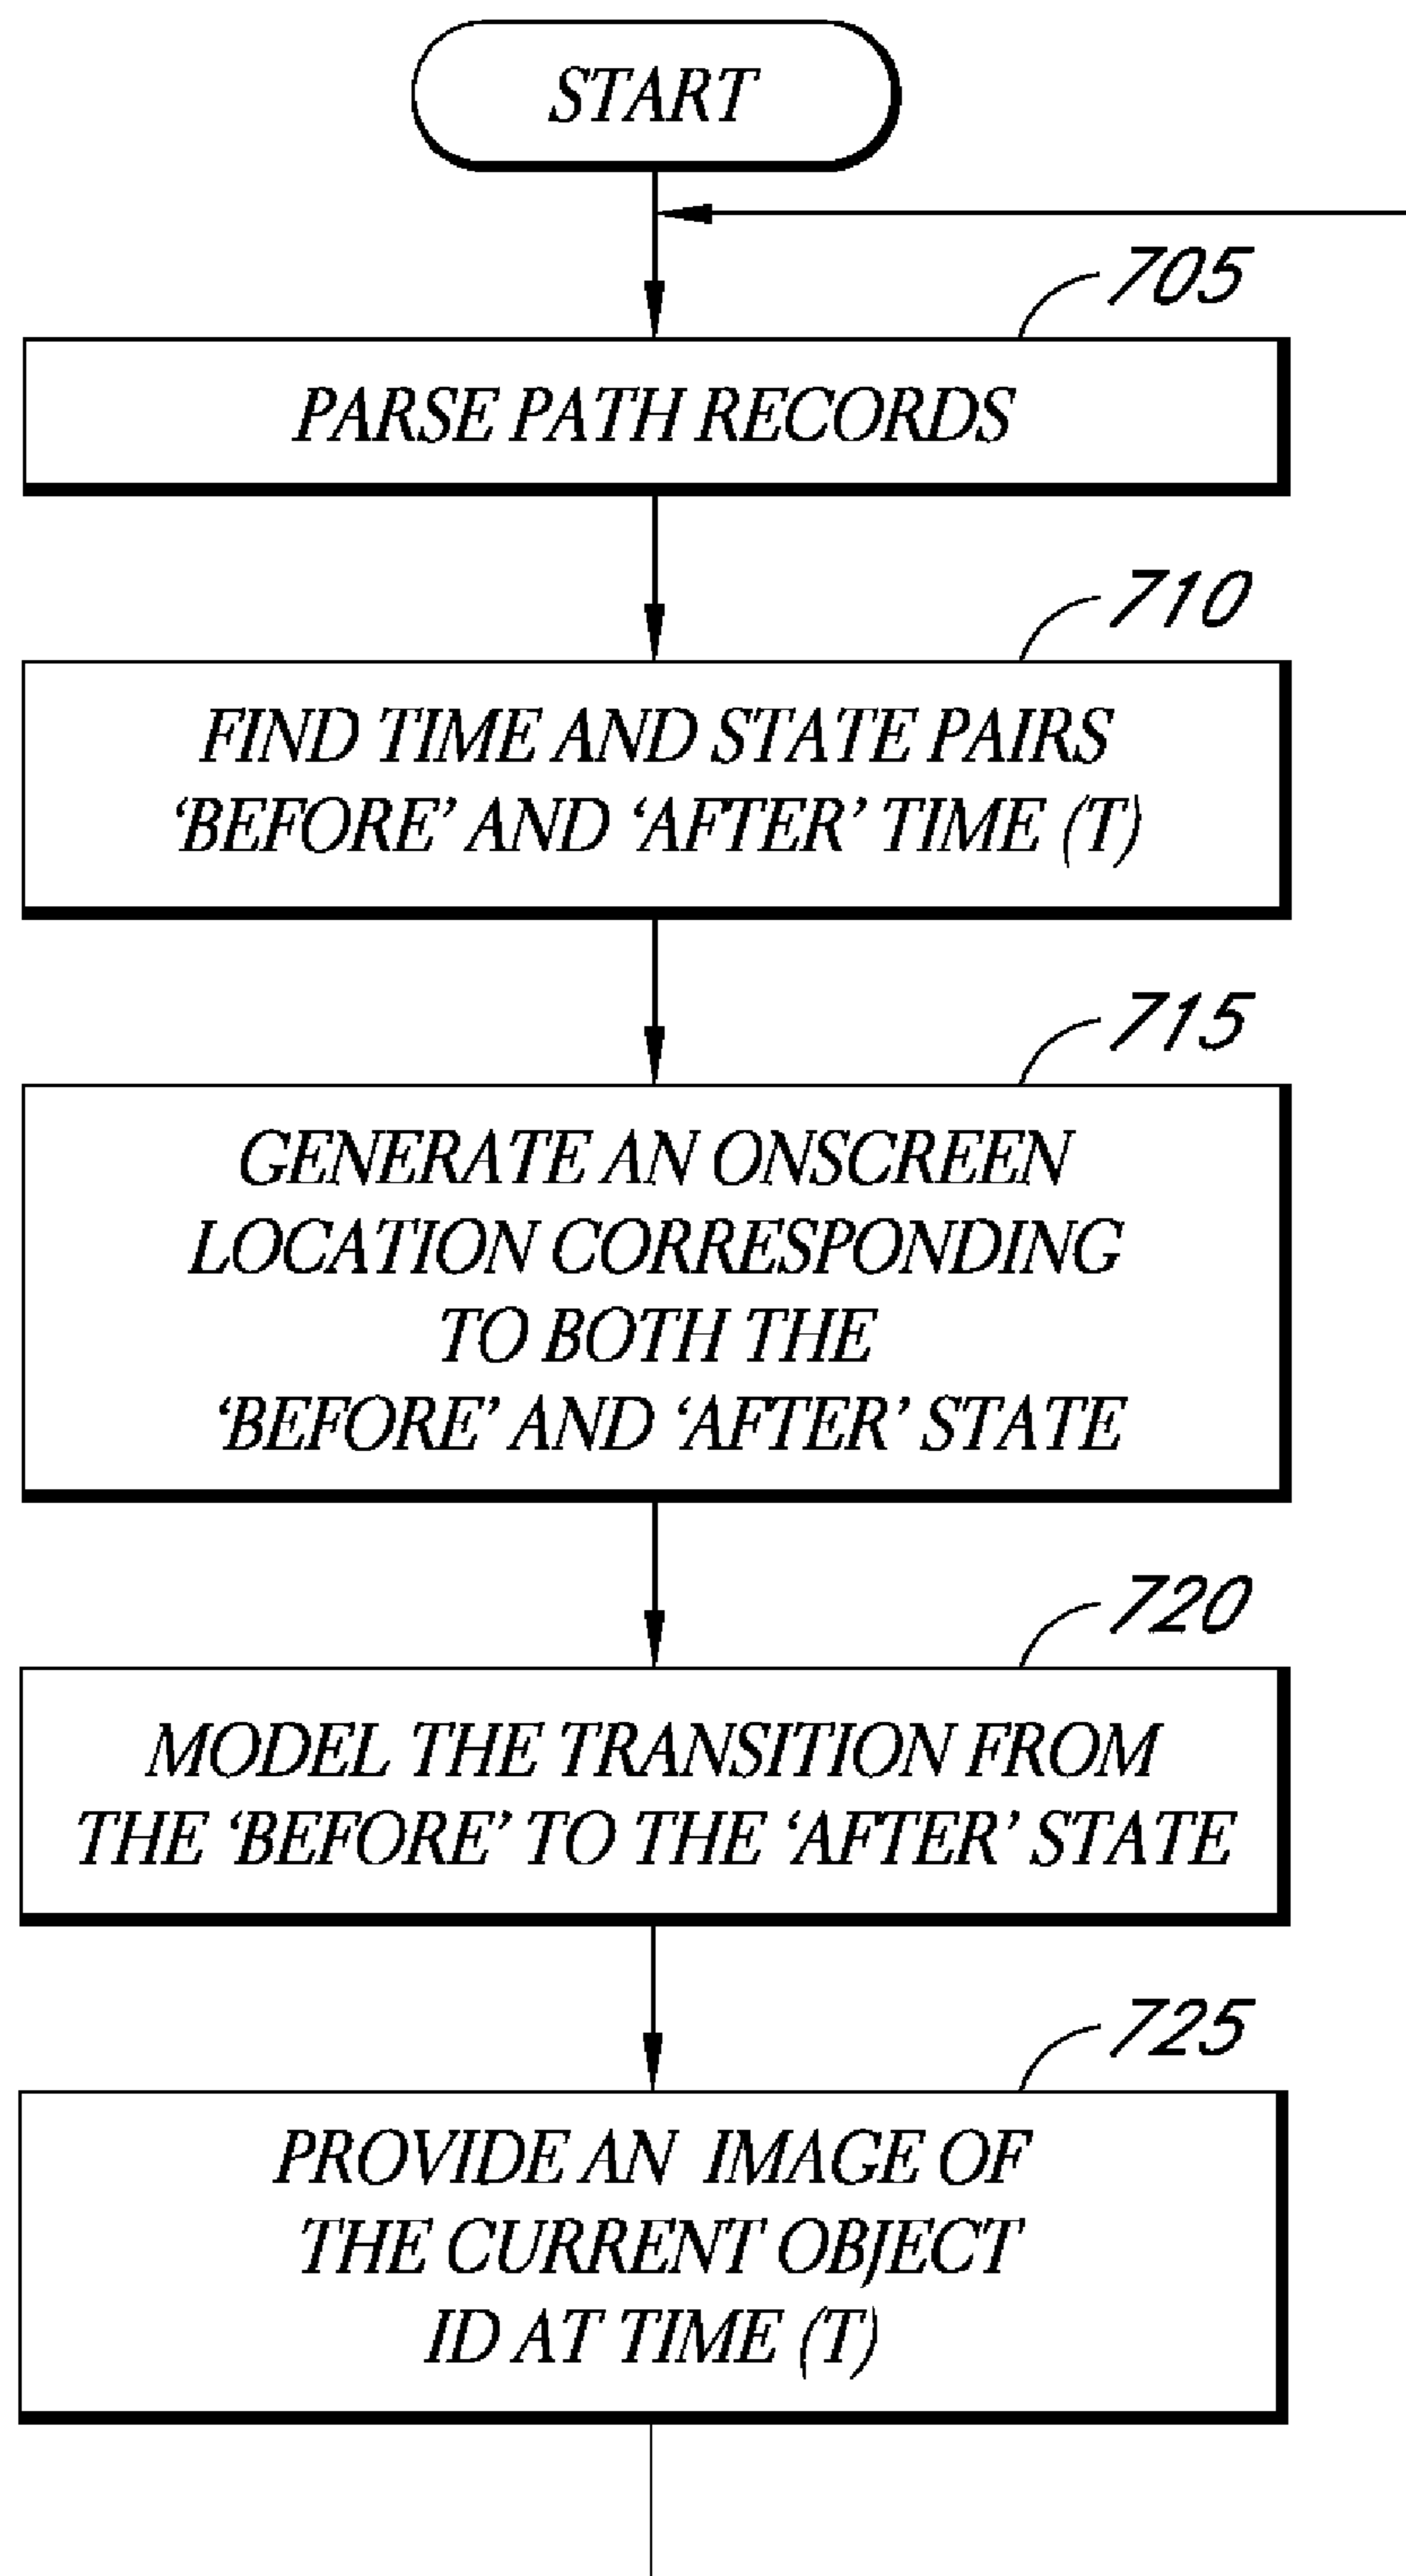 START
705
PARSE PATH RECORDS
710
FIND TIME AND STATE PAIRS
‘BEFORE’ AND ‘AFTER’ TIME (T)
715
GENERATE AN ONSCREEN
LOCATION CORRESPONDING
TO BOTH THE
‘BEFORE’ AND ‘AFTER’ STATE
720
MODEL THE TRANSITION FROM
THE ‘BEFORE’ TO THE ‘AFTER’ STATE
725
PROVIDE AN IMAGE OF
THE CURRENT OBJECT
ID AT TIME (T)